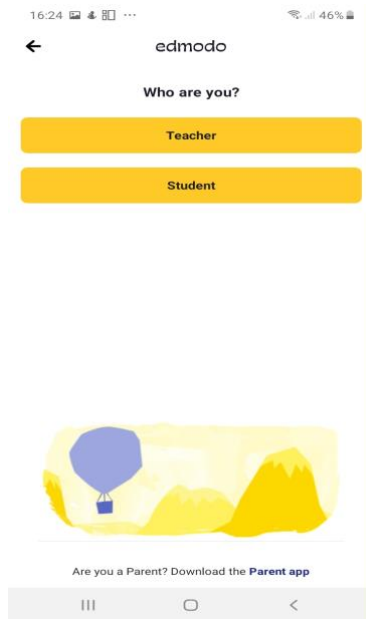 16:24 ... 46%
edmodo
Who are you?
Teacher
Student
Are you a Parent? Download the Parent app